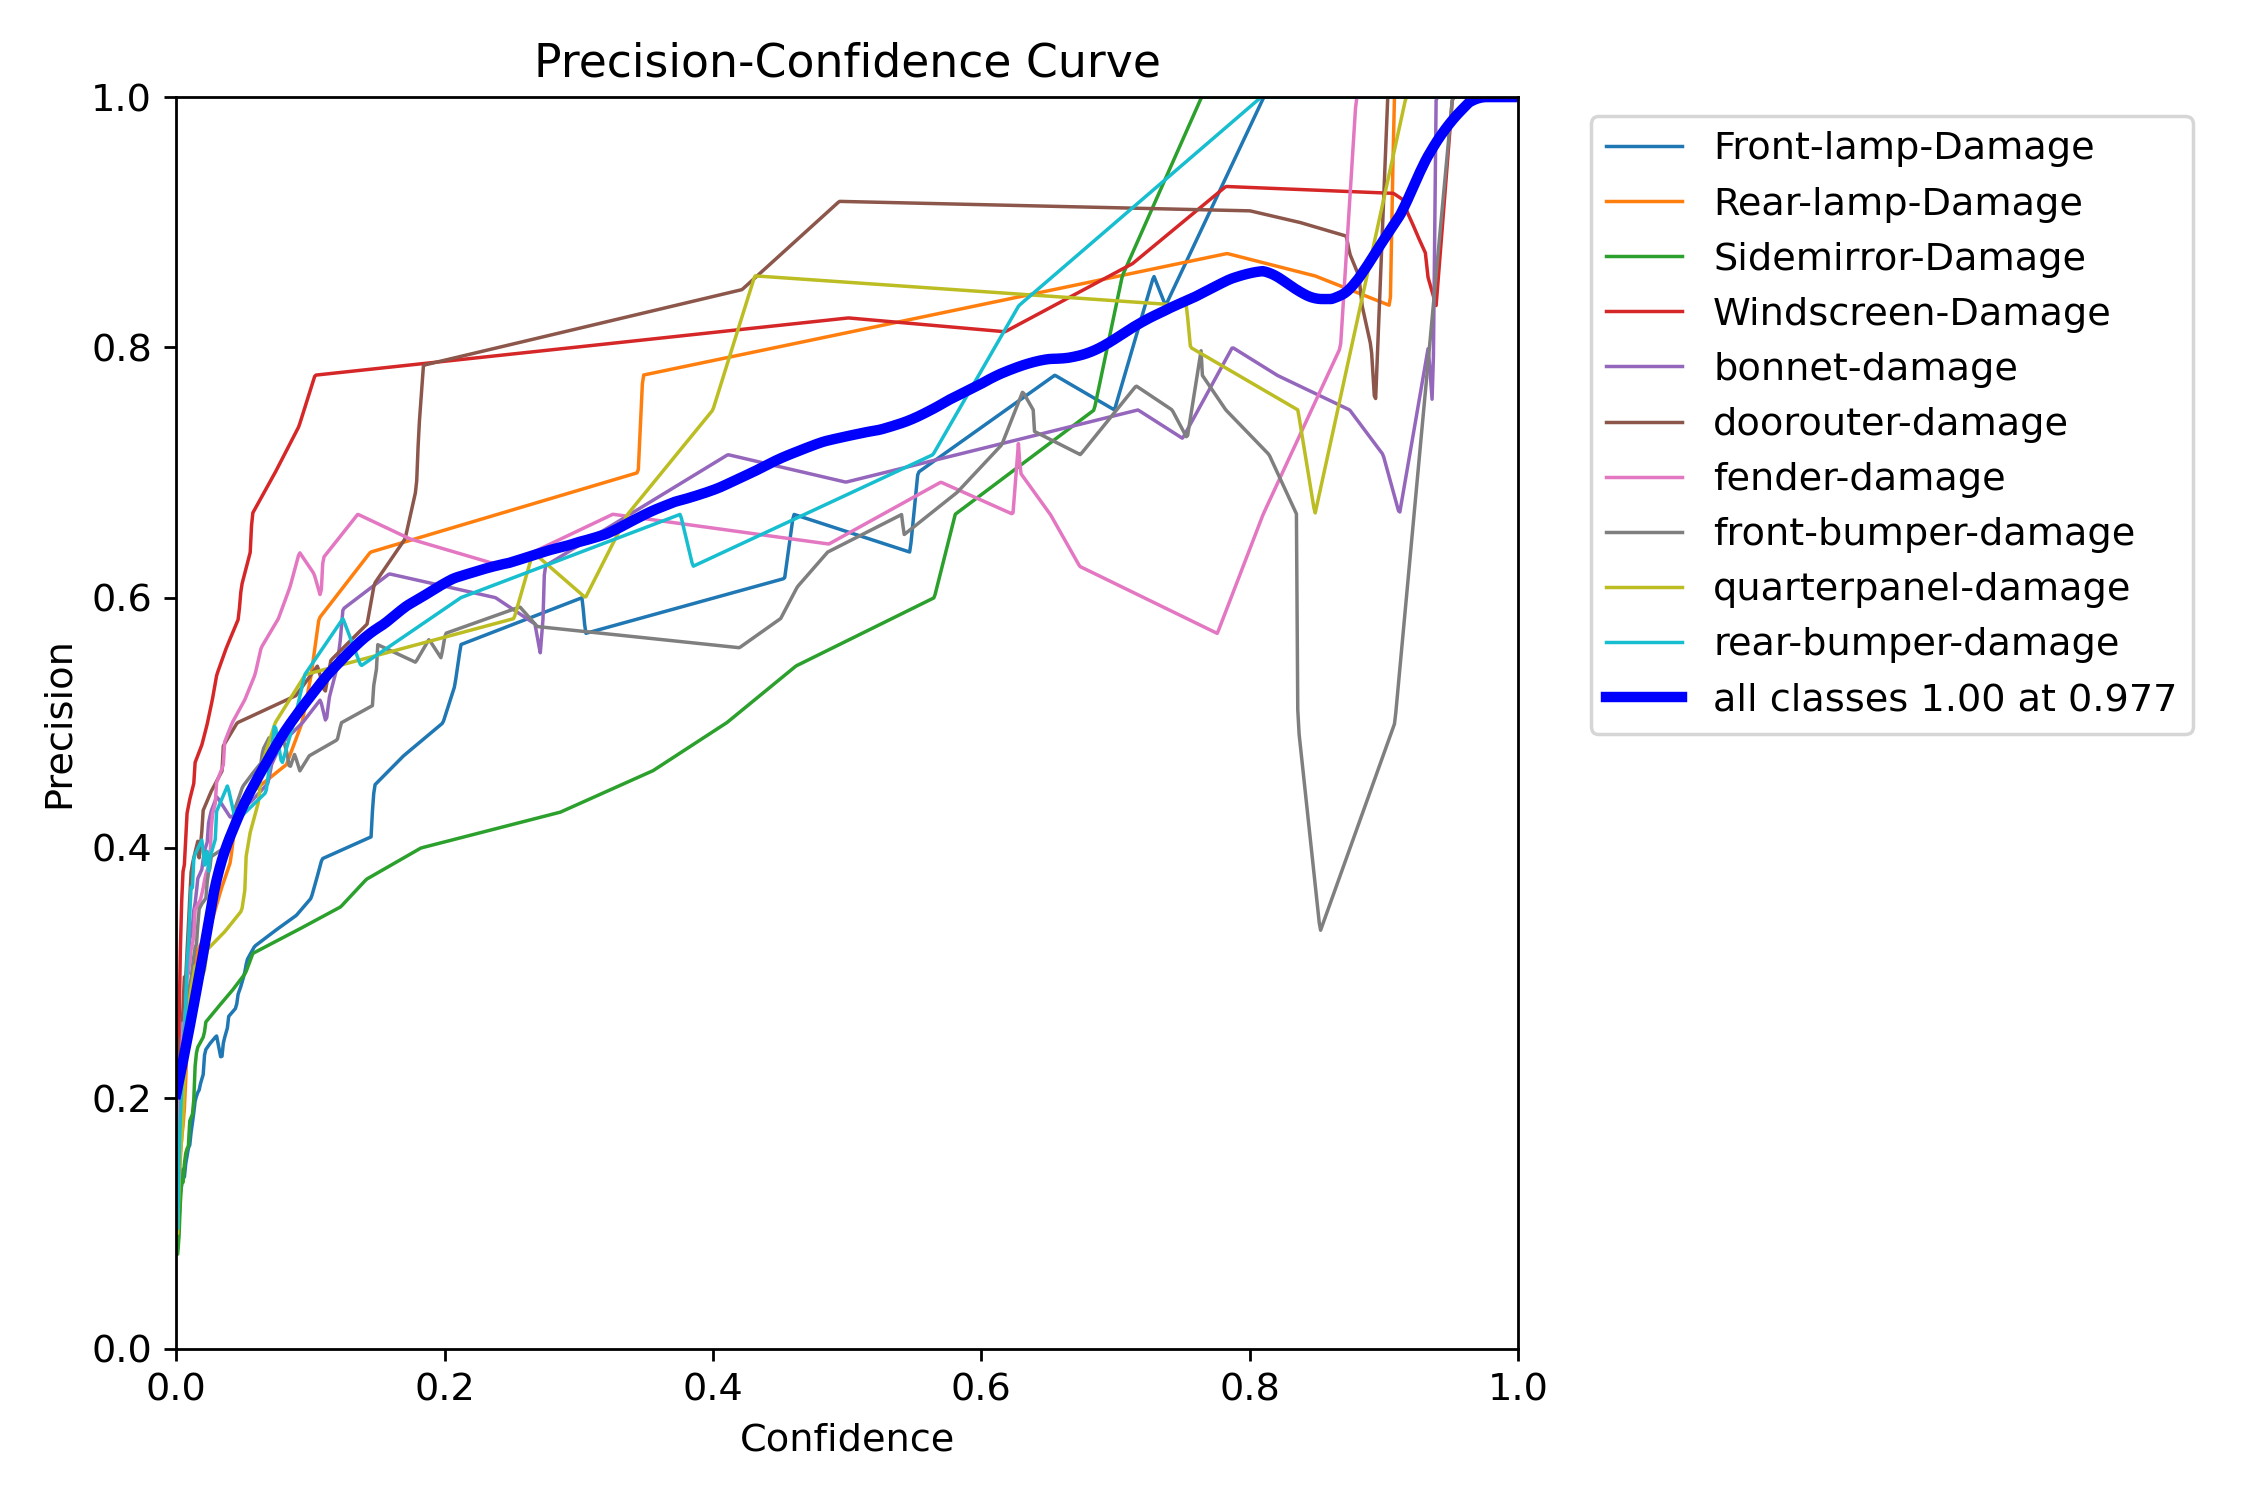 Precision-Confidence Curve
1.0
0.8
0.6
0.4
0.2
0.0
Precision
0.0 0.2 0.4 0.6 0.8 1.0
Confidence
Front-lamp-Damage
Rear-lamp-Damage
Sidemirror-Damage
Windscreen-Damage
bonnet-damage
doorouter-damage
fender-damage
front-bumper-damage
quarterpanel-damage
rear-bumper-damage
all classes 1.00 at 0.977